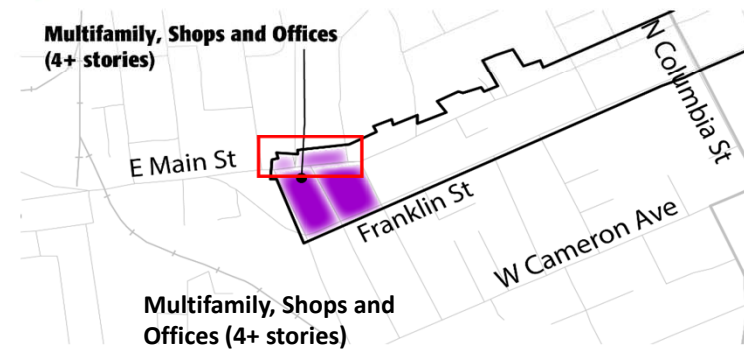 Multifamily, Shops and Offices
(4+ stories)
N Columbia St
E Main St
Franklin St
W Cameron Ave
Multifamily, Shops and
Offices (4+ stories)